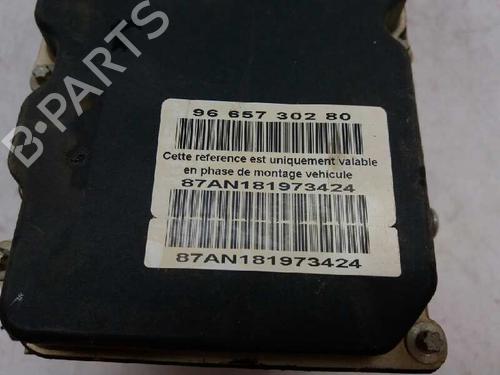 96 657 302 80
Cette reference est uniquement valable
en phase de montage vehicule
87AN181973424
87AN181973424
B-PARTS